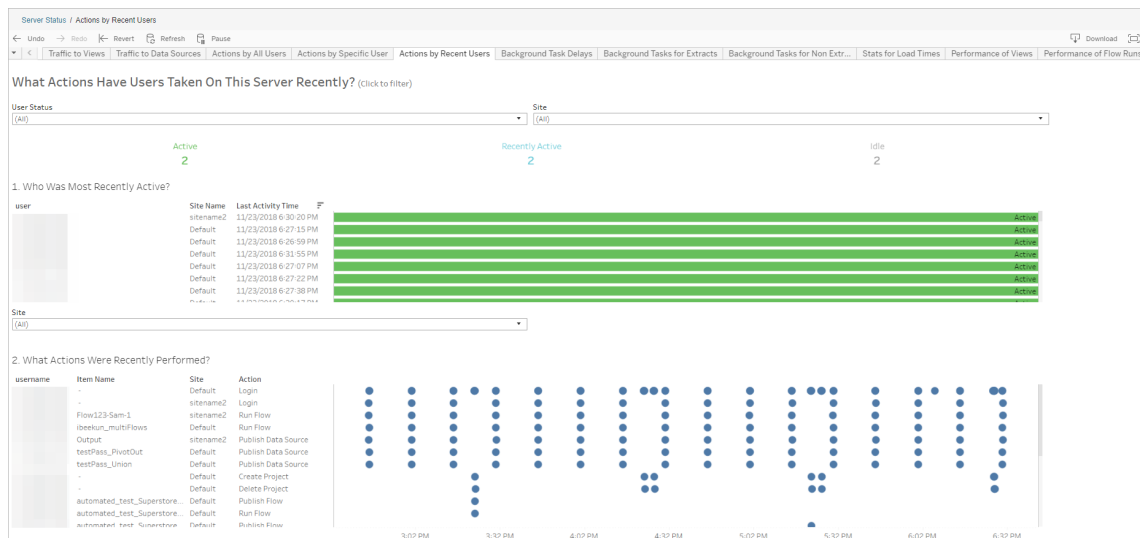 Server Status / Actions by Recent Users
← Undo → Redo Revert Refresh Pause Download
Traffic to Views Traffic to Data Sources Actions by All Users Actions by Specific User Actions by Recent Users Background Task Delays Background Tasks for Extracts Background Tasks for Non Extr... Stats for Load Times Performance of Views Performance of Flow Runs
What Actions Have Users Taken On This Server Recently? (Click to filter)
User Status Site
(All) (All)
Active Recently Active Idle
2 2 2
1. Who Was Most Recently Active?
user Site Name Last Activity Time
sitename2 11/23/2018 6:30:20 PM Active
Default 11/23/2018 6:27:15 PM Active
Default 11/23/2018 6:26:59 PM Active
Default 11/23/2018 6:31:55 PM Active
Default 11/23/2018 6:27:07 PM Active
Default 11/23/2018 6:27:22 PM Active
Default 11/23/2018 6:27:38 PM Active
Site
(All)
2. What Actions Were Recently Performed?
username Item Name Site Action
- Default Login
- sitename2 Login
Flow123-Sam-1 sitename2 Run Flow
ibeekun_multiFlows Default Run Flow
Output sitename2 Publish Data Source
testPass_PivotOut Default Publish Data Source
testPass_Union Default Publish Data Source
- Default Create Project
- Default Delete Project
automated_test_Superstore... Default Publish Flow
automated_test_Superstore... Default Run Flow
automated_test_Superstore Default Publish Flow
3:02 PM 3:32 PM 4:02 PM 4:32 PM 5:02 PM 5:32 PM 6:02 PM 6:32 PM